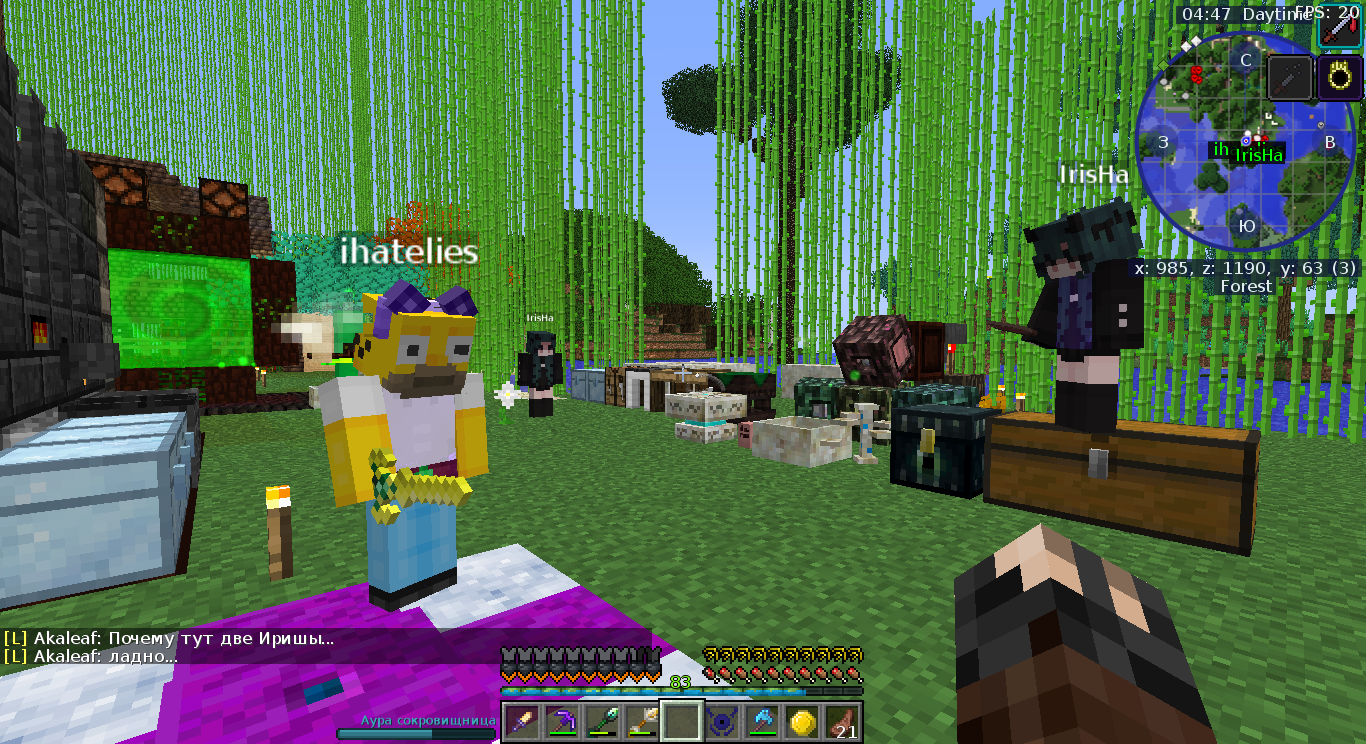 04:47 Daytime
FPS: 20
С
З
В
ih
IrisHa
Ю
IrisHa
x: 985, z: 1190, y: 63 (3)
Forest
ihatelies
IrisHa
[L] Akaleaf: Почему тут две Иришы...
[L] Akaleaf: ладно...
83
Аура сокровищница
21